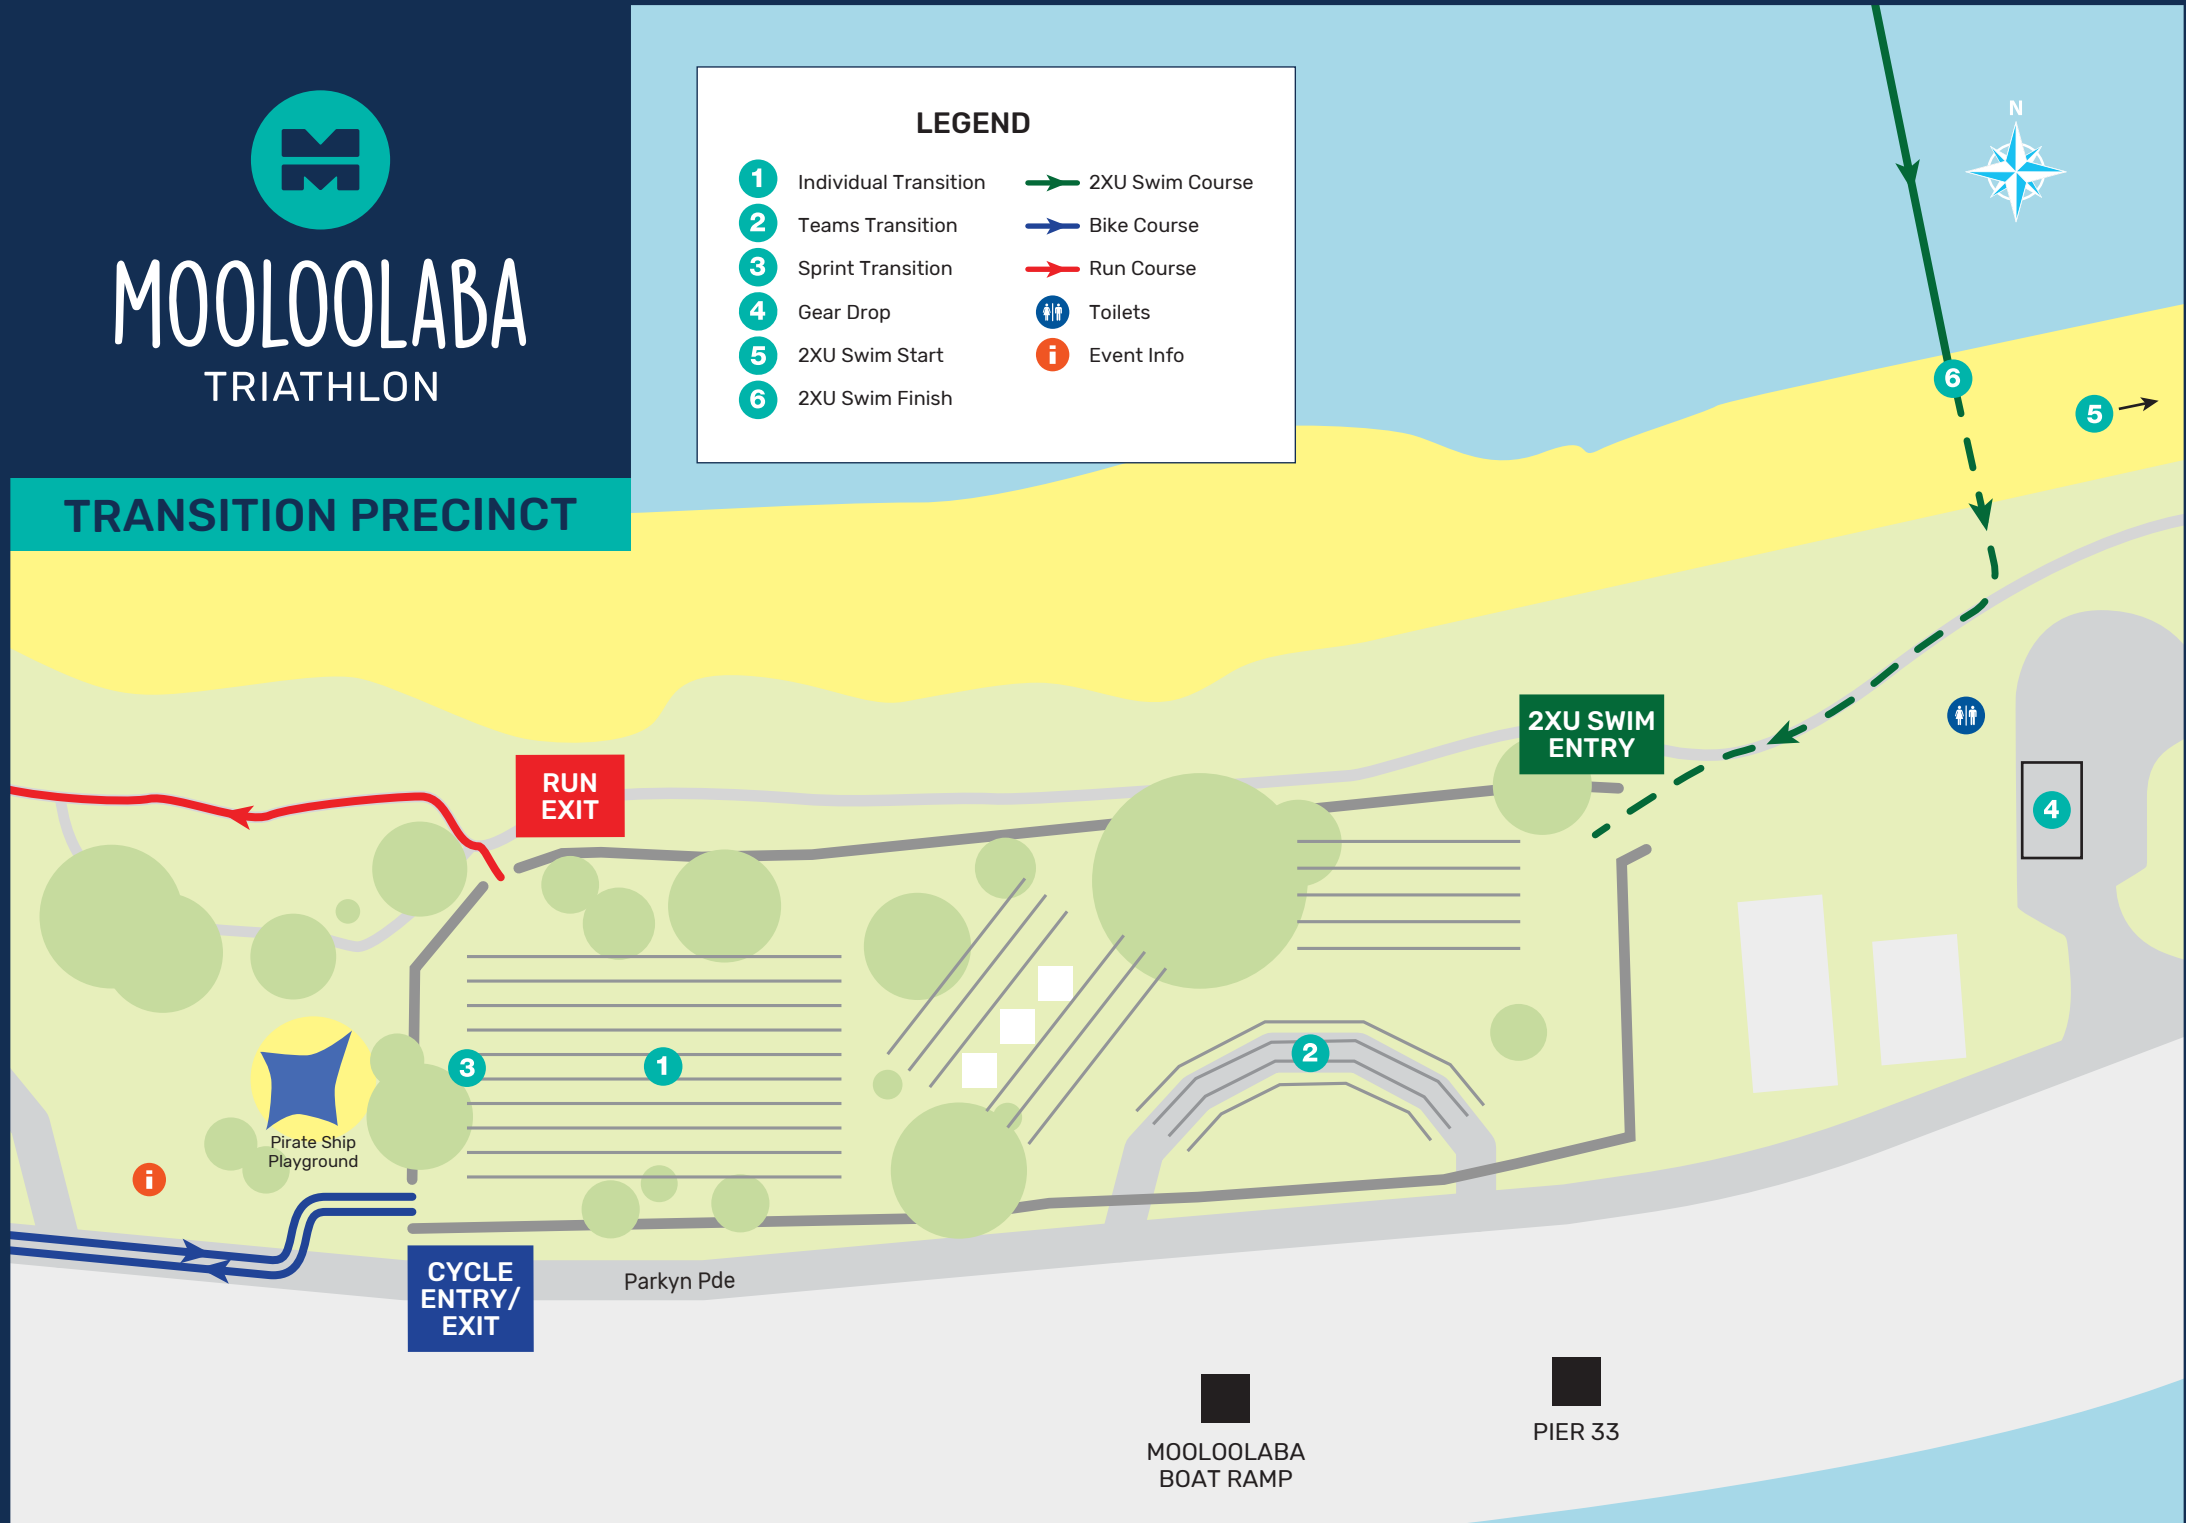 MOOLOOLABA
TRIATHLON
TRANSITION PRECINCT
LEGEND
1 Individual Transition
2 Teams Transition
3 Sprint Transition
4 Gear Drop
5 2XU Swim Start
6 2XU Swim Finish
2XU Swim Course
Bike Course
Run Course
Toilets
i Event Info
N
6
5
2XU SWIM
ENTRY
RUN
EXIT
4
3
1
2
Pirate Ship
Playground
i
CYCLE
ENTRY/
EXIT
Parkyn Pde
MOOLOOLABA
BOAT RAMP
PIER 33